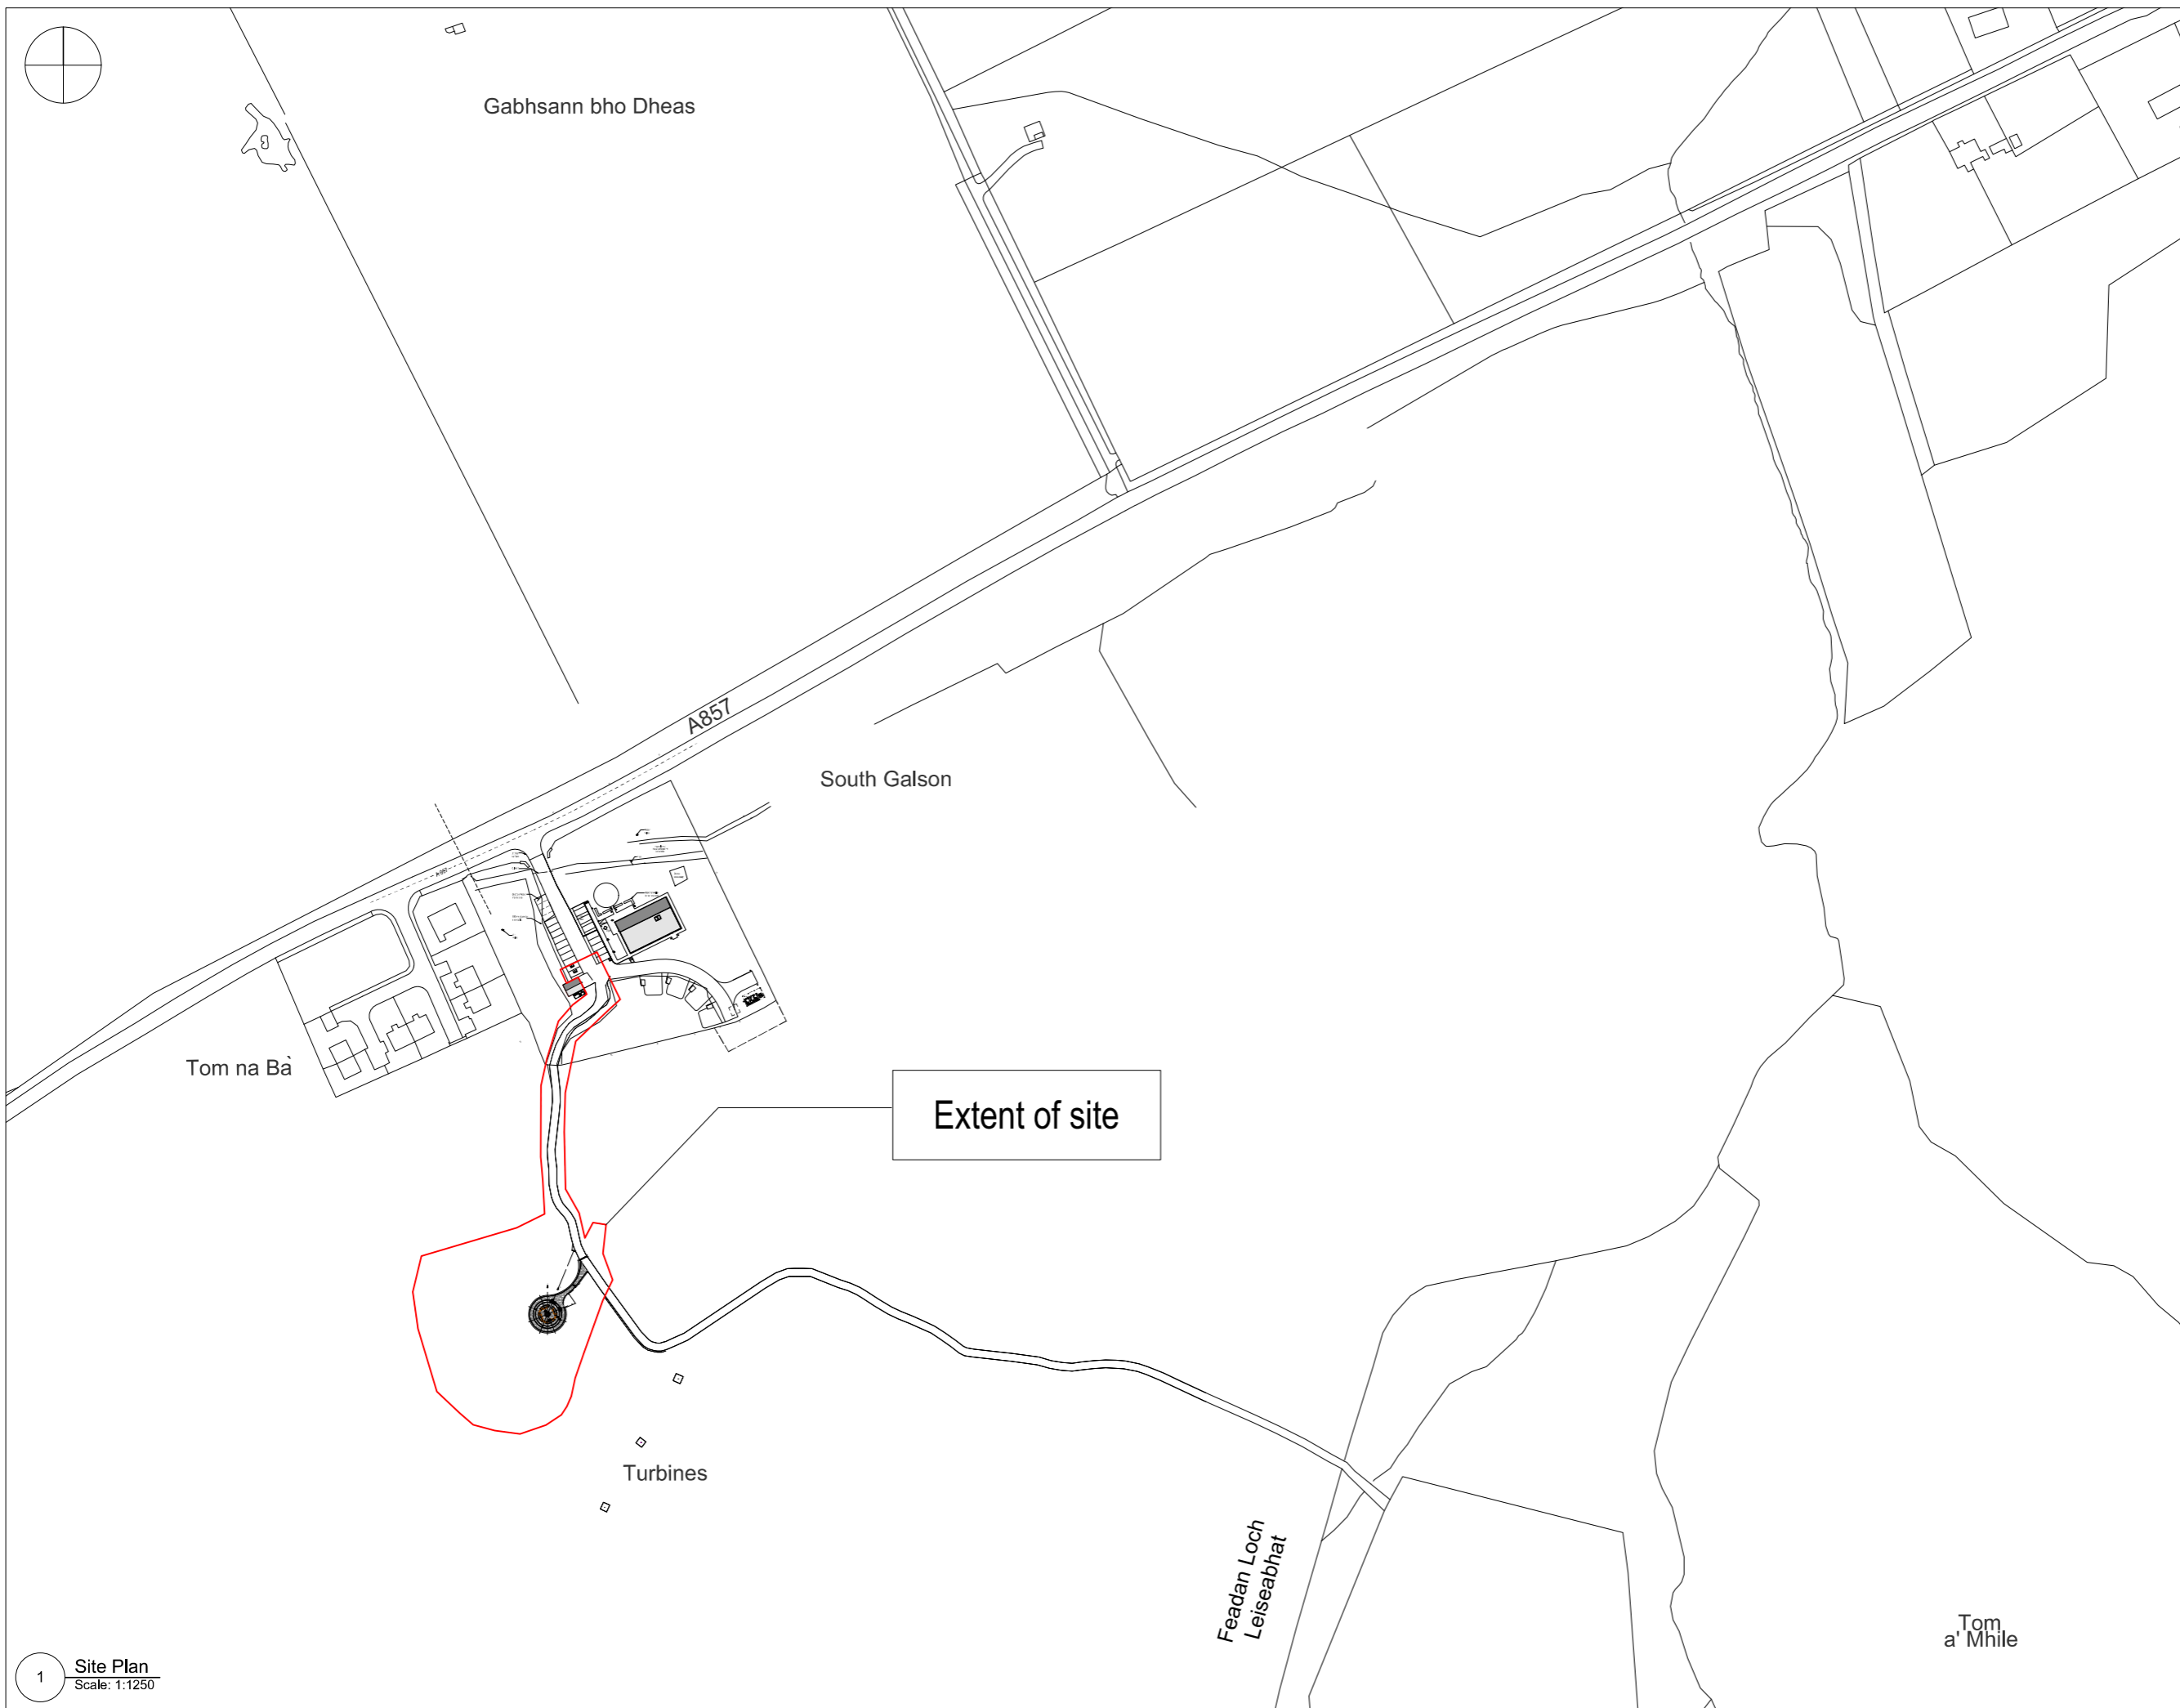 Gabhsann bho Dheas
A857
South Galson
Tom na Bà
Extent of site
Turbines
Feadan Loch
Leiseabhat
Tom
a' Mhile
1
Site Plan
Scale: 1:1250